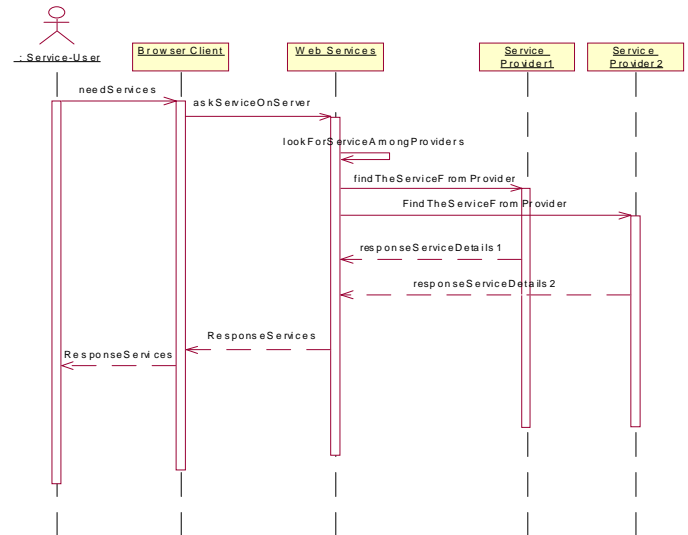 : Service-User
Browser Client
Web Services
Service Provider1
Service Provider2
needServices
askServiceOnServer
lookForServiceAmongProviders
findTheServiceFromProvider
FindTheServiceFromProvider
responseServiceDetails1
responseServiceDetails2
ResponseServices
ResponseServices